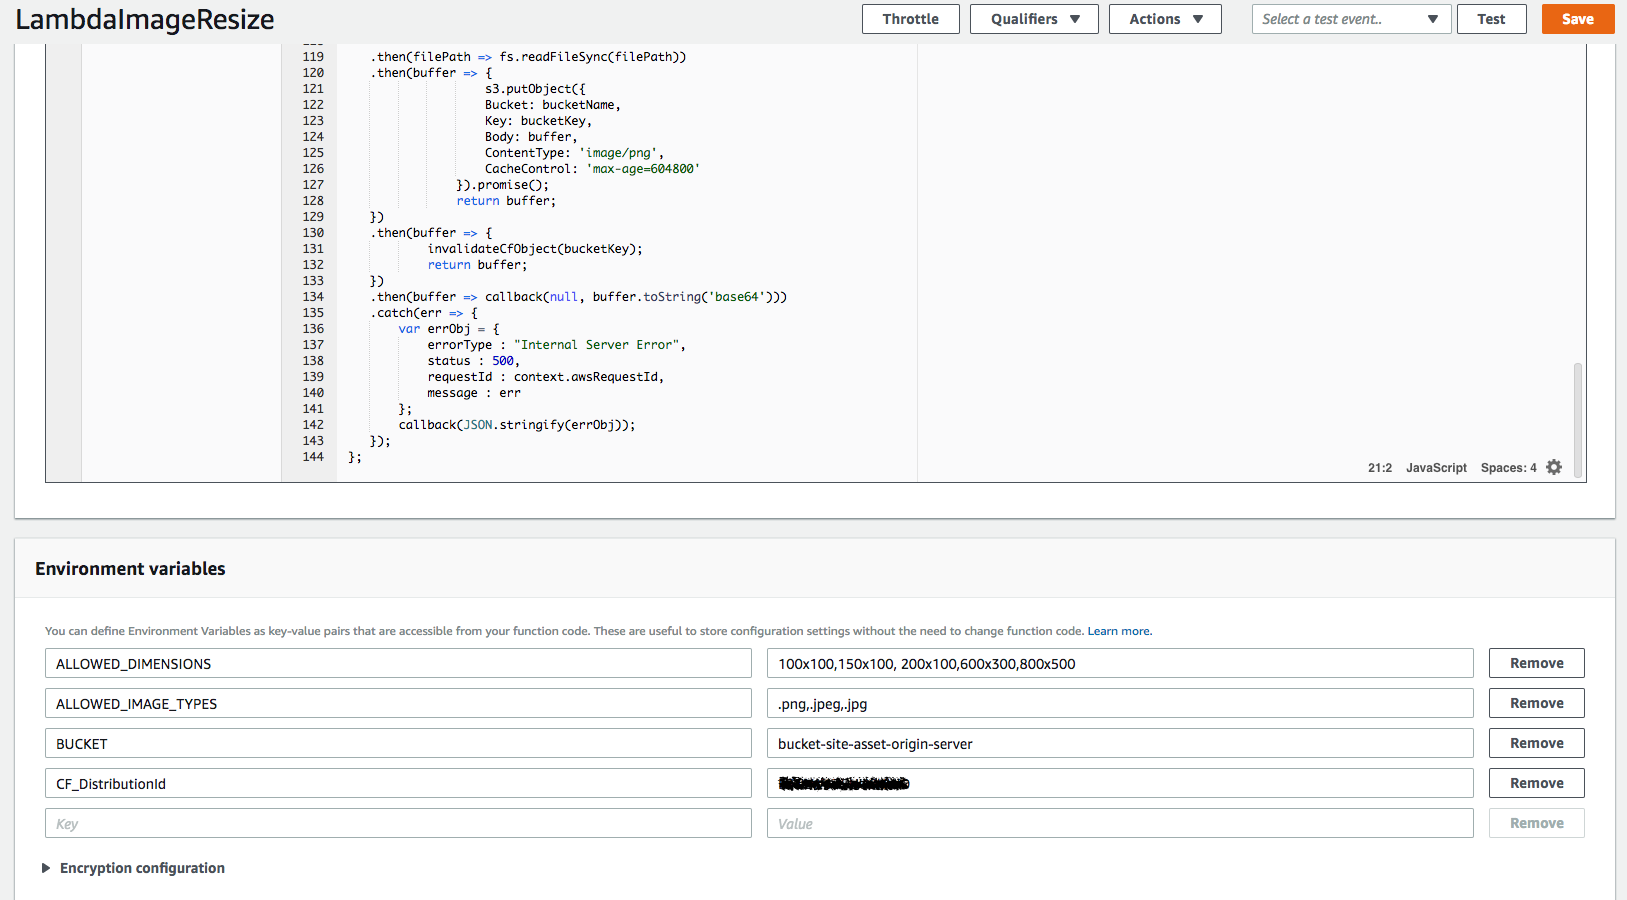 LambdaImageResize
Throttle
Qualifiers
Actions
Select a test event..
Test
Save
119 .then(filePath => fs.readFileSync(filePath))
120 .then(buffer => {
121 s3.putObject({
122 Bucket: bucketName,
123 Key: bucketKey,
124 Body: buffer,
125 ContentType: 'image/png',
126 CacheControl: 'max-age=604800'
127 }).promise();
128 return buffer;
129 })
130 .then(buffer => {
131 invalidateCfObject(bucketKey);
132 return buffer;
133 })
134 .then(buffer => callback(null, buffer.toString('base64')))
135 .catch(err => {
136 var errObj = {
137 errorType : "Internal Server Error",
138 status : 500,
139 requestId : context.awsRequestId,
140 message : err
141 };
142 callback(JSON.stringify(errObj));
143 });
144 };
21:2 JavaScript Spaces: 4
Environment variables
You can define Environment Variables as key-value pairs that are accessible from your function code. These are useful to store configuration settings without the need to change function code. Learn more.
ALLOWED_DIMENSIONS 100x100,150x100, 200x100,600x300,800x500 Remove
ALLOWED_IMAGE_TYPES .png,.jpeg,.jpg Remove
BUCKET bucket-site-asset-origin-server Remove
CF_DistributionId Remove
Key Value Remove
Encryption configuration